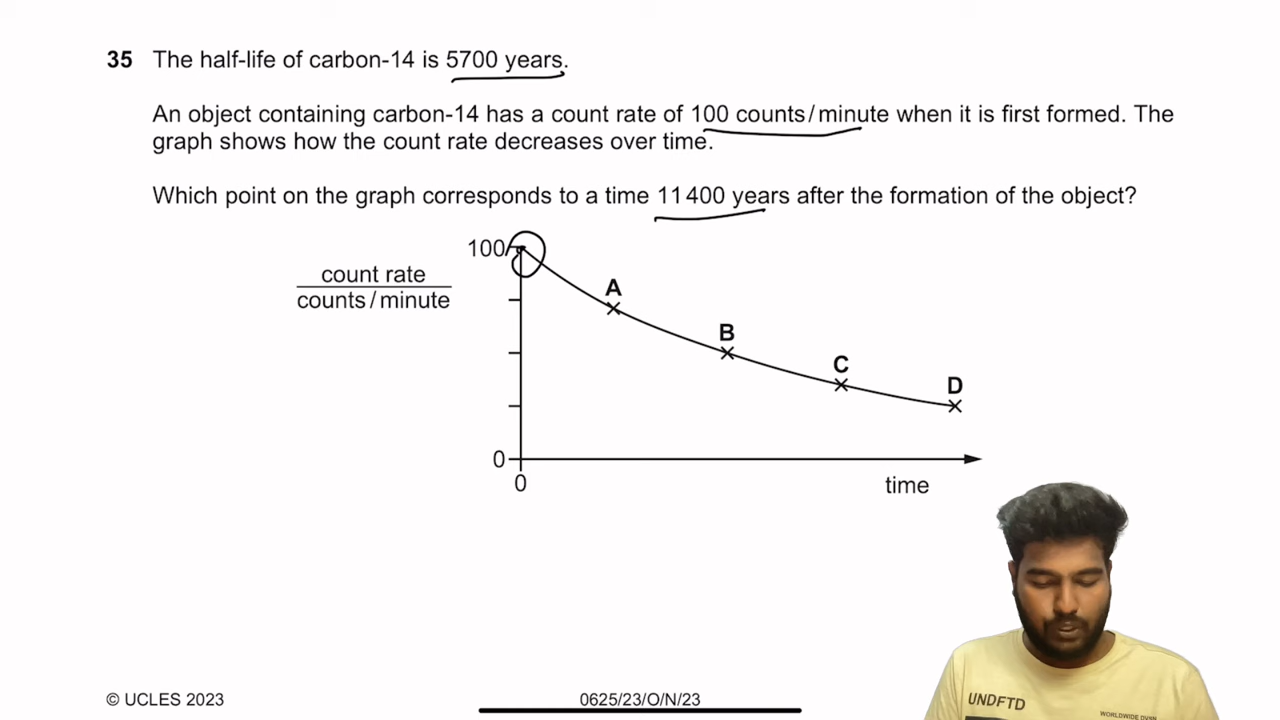 35 The half-life of carbon-14 is 5700 years.
An object containing carbon-14 has a count rate of 100 counts/minute when it is first formed. The
graph shows how the count rate decreases over time.
Which point on the graph corresponds to a time 11400 years after the formation of the object?
100
count rate
counts/minute
A
B
C
D
0
0
time
© UCLES 2023
0625/23/O/N/23
UNDFTD
WORLDWIDE